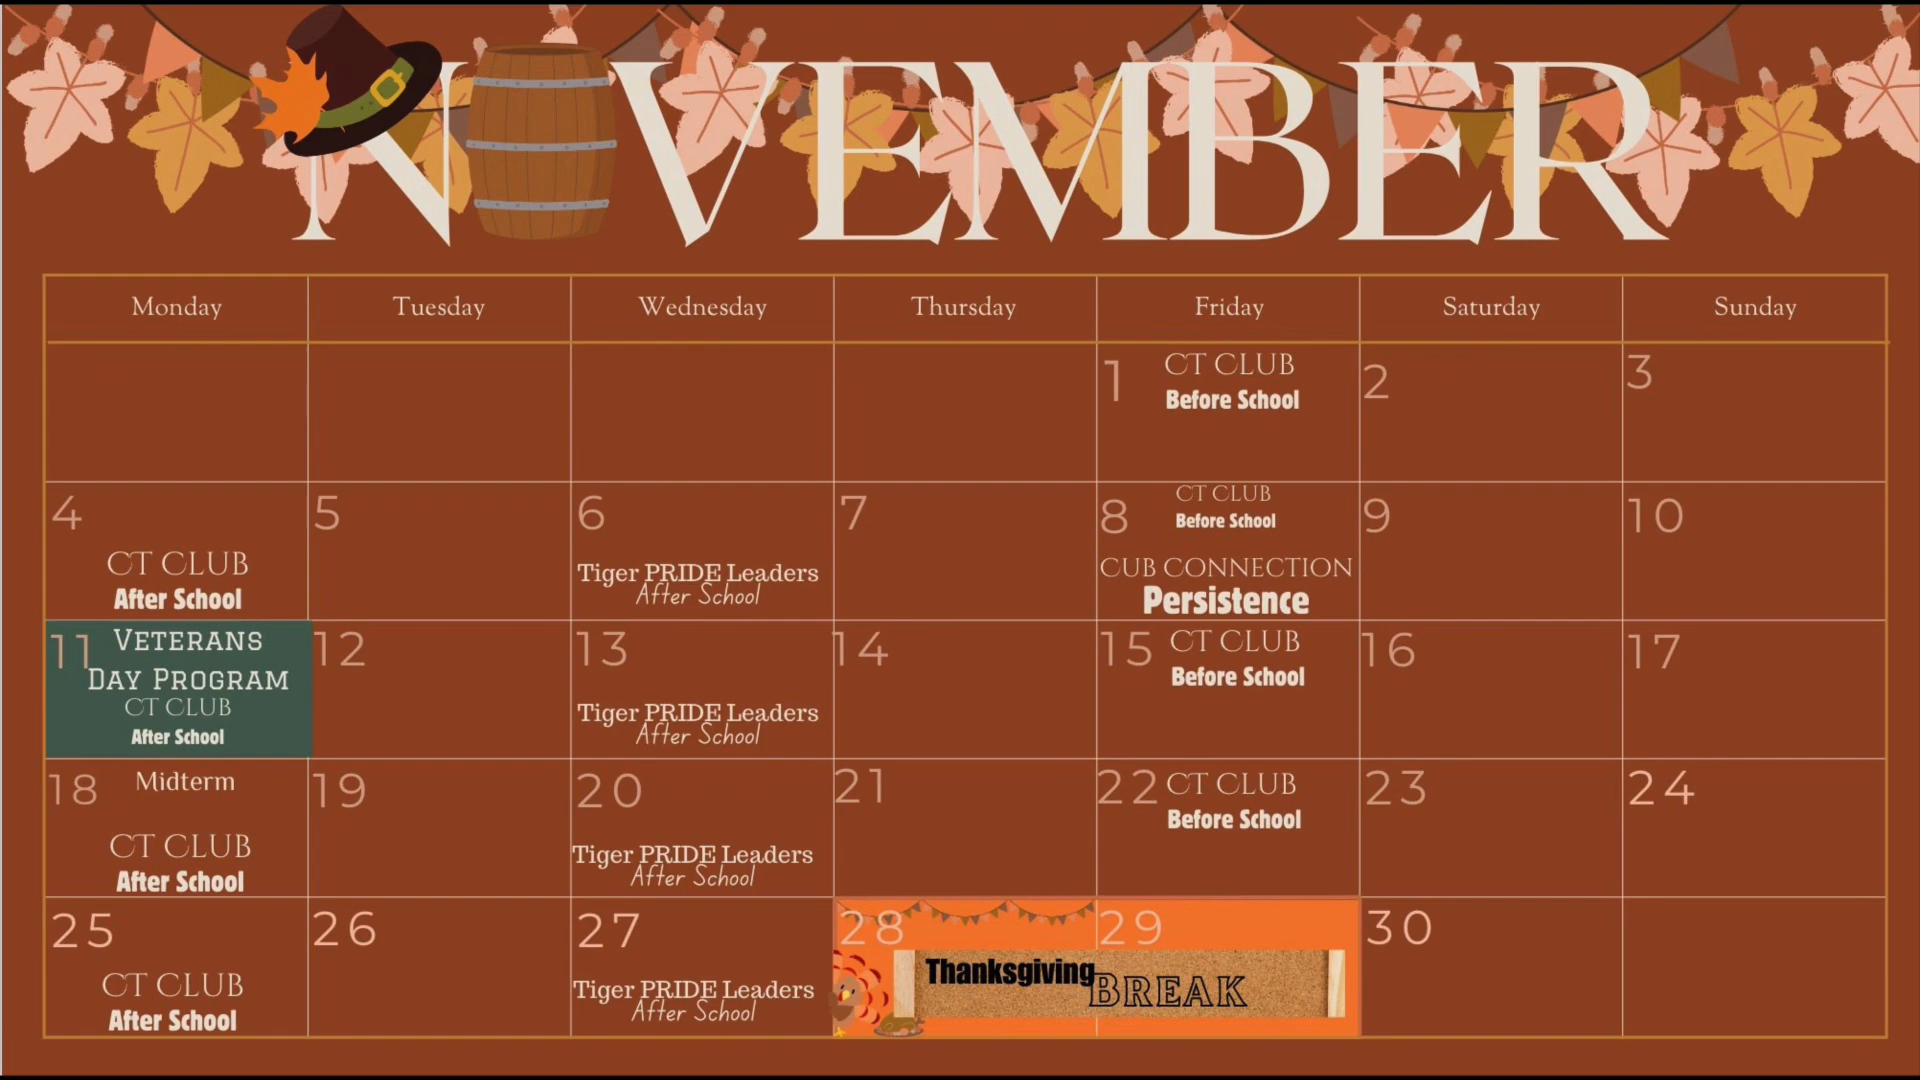 NVEMBER
Monday Tuesday Wednesday Thursday Friday Saturday Sunday
1 CT CLUB
Before School
2
3
4
CT CLUB
After School
5
6
Tiger PRIDE Leaders
After School
7
8 CT CLUB
Before School
CUB CONNECTION
Persistence
9
10
11 VETERANS
DAY PROGRAM
CT CLUB
After School
12
13
Tiger PRIDE Leaders
After School
14
15 CT CLUB
Before School
16
17
18 Midterm
CT CLUB
After School
19
20
Tiger PRIDE Leaders
After School
21
22 CT CLUB
Before School
23
24
25
CT CLUB
After School
26
27
Tiger PRIDE Leaders
After School
28 29
Thanksgiving BREAK
30